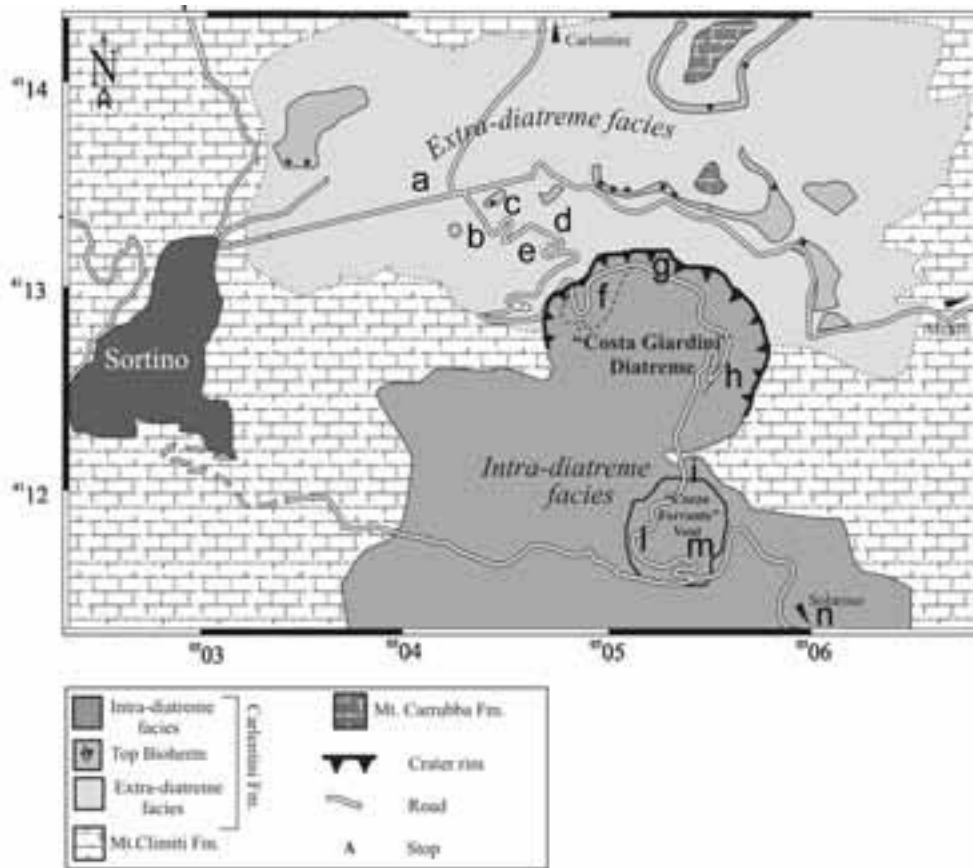 N
14
Carlentini
Extra-diatreme facies
a
c
d
b
e
13
g
f
"Costa Giardini"
Diatreme
Sortino
h
12
Intra-diatreme
facies
i
Vent
l
m
n
03
04
05
06
Intra-diatreme
facies
Top Bioherm
Extra-diatreme
facies
Mt.Climiti Fm.
Carlentini Fm.
Mt. Carrubba Fm.
Crater rim
Road
A
Stop